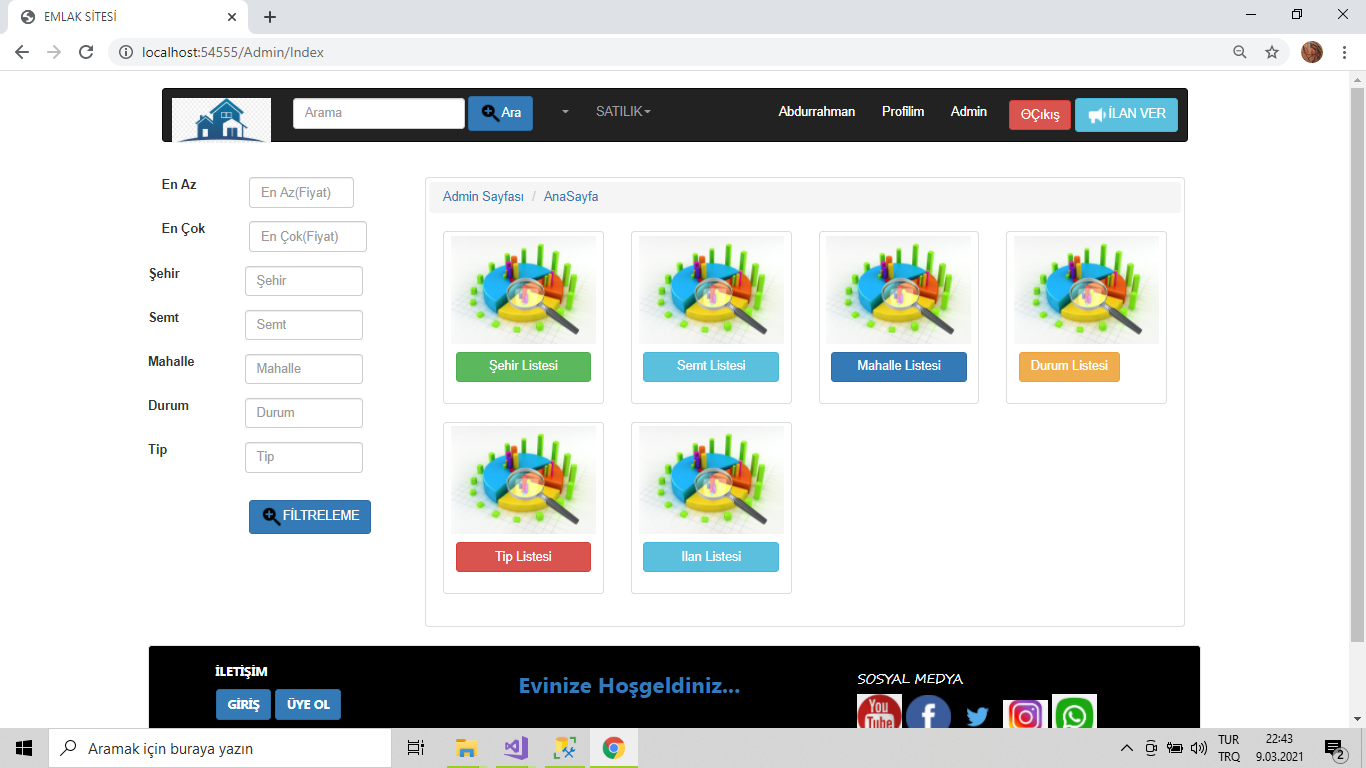 EMLAK SİTESİ
localhost:54555/Admin/Index
Arama
Ara
SATILIK
Abdurrahman
Profilim
Admin
Çıkış
İLAN VER
En Az
En Az(Fiyat)
En Çok
En Çok(Fiyat)
Şehir
Şehir
Semt
Semt
Mahalle
Mahalle
Durum
Durum
Tip
Tip
FİLTRELEME
Admin Sayfası / AnaSayfa
Şehir Listesi
Semt Listesi
Mahalle Listesi
Durum Listesi
Tip Listesi
Ilan Listesi
İLETİŞİM
GİRİŞ
ÜYE OL
Evinize Hoşgeldiniz...
SOSYAL MEDYA
You
Tube
Aramak için buraya yazın
TUR
TRQ
22:43
9.03.2021
2